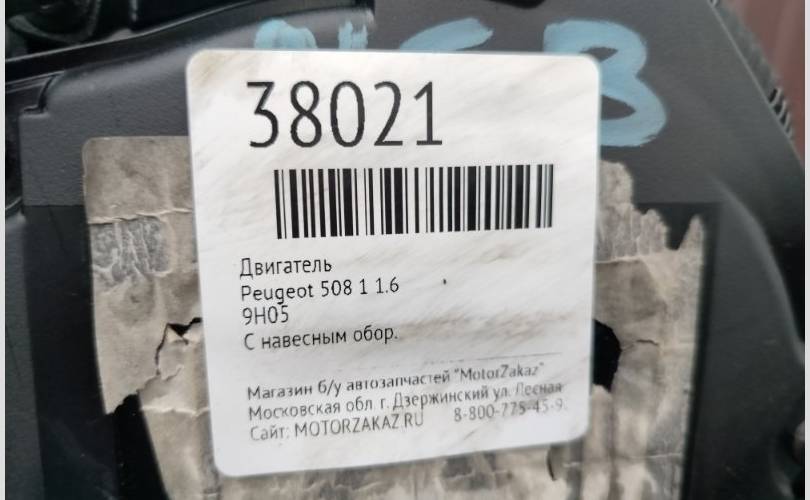 38021
Двигатель
Peugeot 508 1 1.6
9H05
С навесным обор.
Магазин б/у автозапчастей "MotorZakaz"
Московская обл. г. Дзержинский ул. Лесная
Сайт: MOTORZAKAZ.RU 8-800-775-45-9.